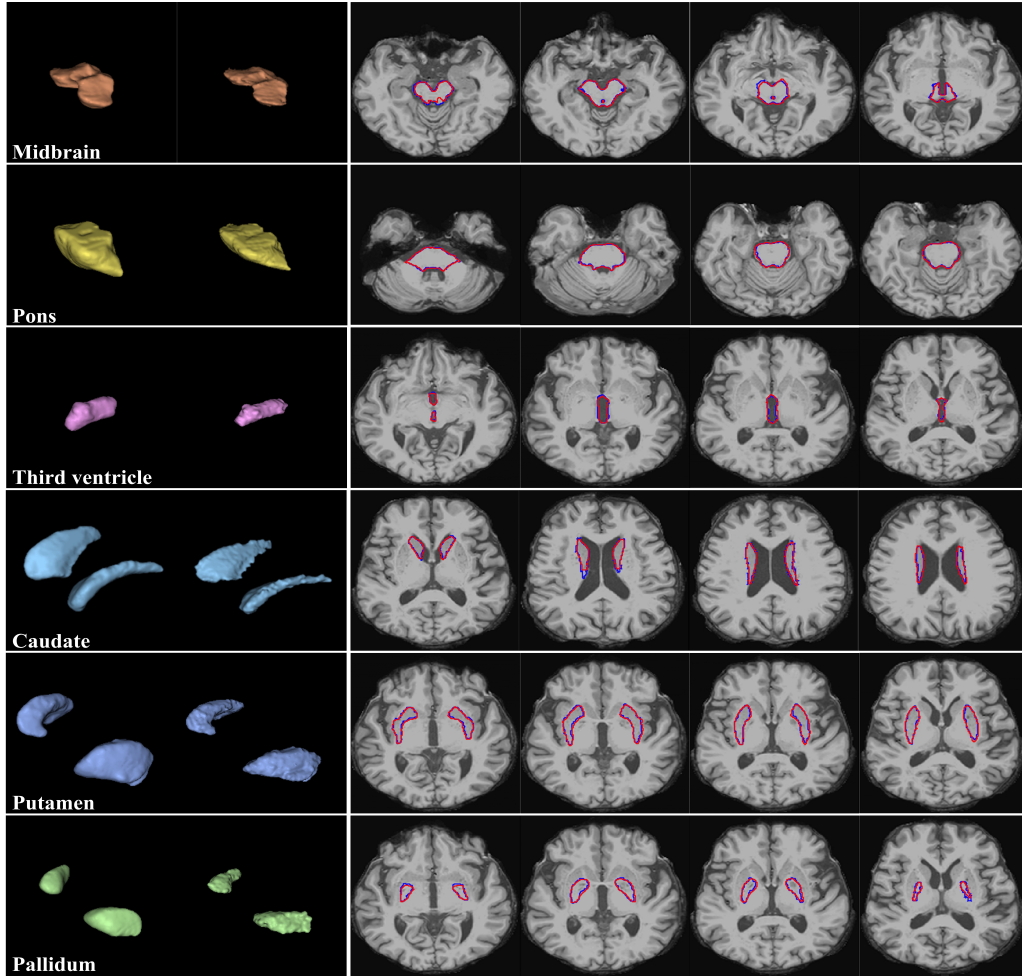 Midbrain
Pons
Third ventricle
Caudate
Putamen
Pallidum